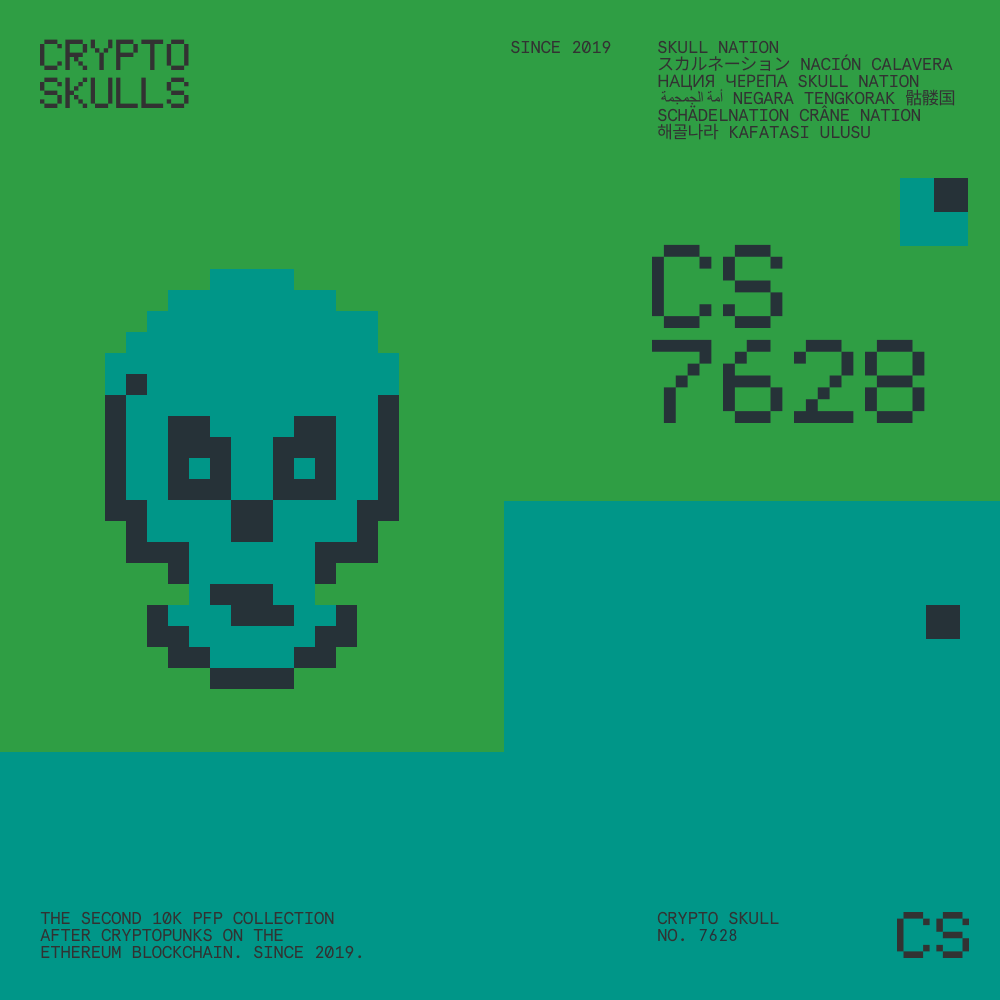 CRYPTO
SKULLS
SINCE 2019
SKULL NATION
スカルネーション NACIÓN CALAVERA
НАЦИЯ ЧЕРЕПА SKULL NATION
أمة الجمجمة NEGARA TENGKORAK 骷髅国
SCHÄDELNATION CRÂNE NATION
해골나라 KAFATASI ULUSU
CS
7628
THE SECOND 10K PFP COLLECTION
AFTER CRYPTOPUNKS ON THE
ETHEREUM BLOCKCHAIN. SINCE 2019.
CRYPTO SKULL
NO. 7628
CS